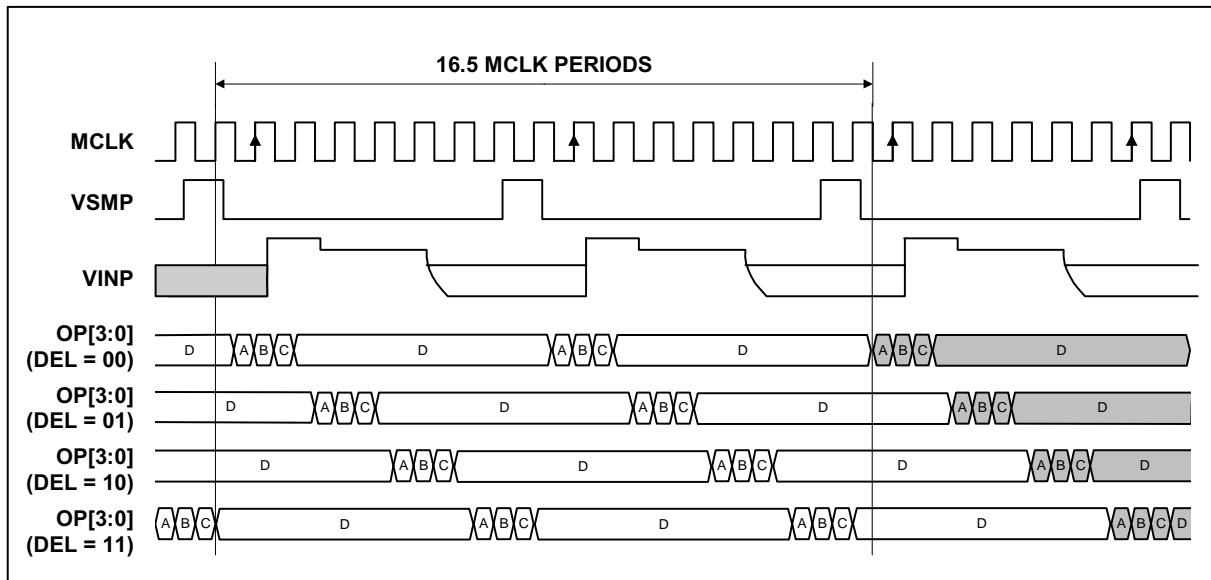 16.5 MCLK PERIODS
MCLK
VSMP
VINP
OP[3:0]
(DEL = 00)
D A B C D A B C D A B C D
OP[3:0]
(DEL = 01)
D A B C D A B C D A B C D
OP[3:0]
(DEL = 10)
D A B C D A B C D A B C D
OP[3:0]
(DEL = 11)
A B C D A B C D A B C D A B C D